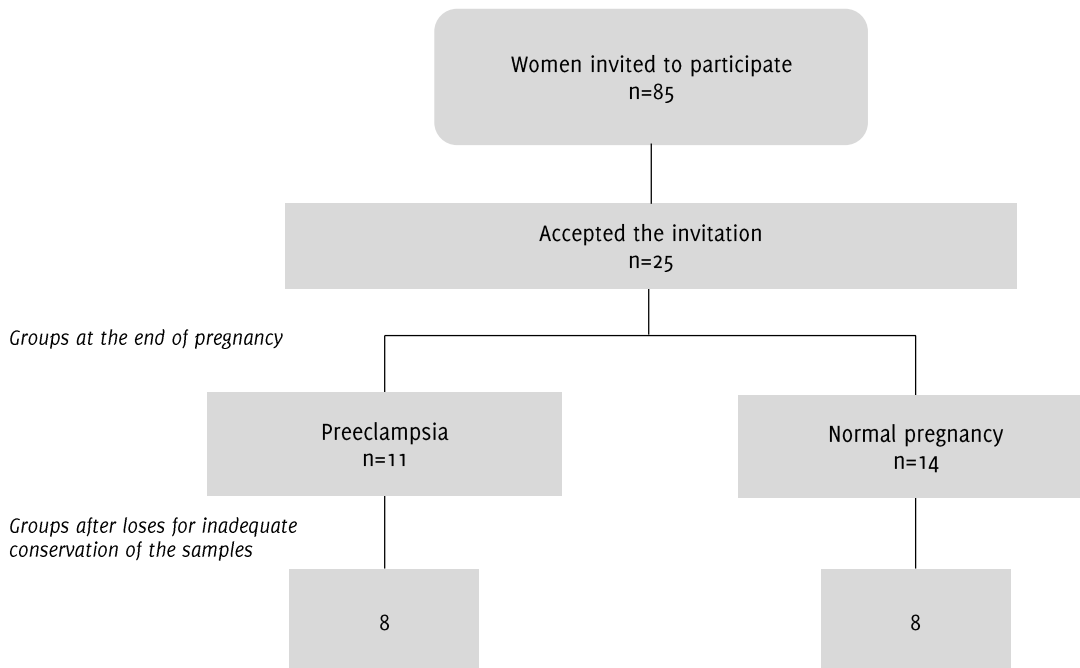 Women invited to participate
n=85
Accepted the invitation
n=25
Groups at the end of pregnancy
Preeclampsia
n=11
Normal pregnancy
n=14
Groups after loses for inadequate
conservation of the samples
8
8